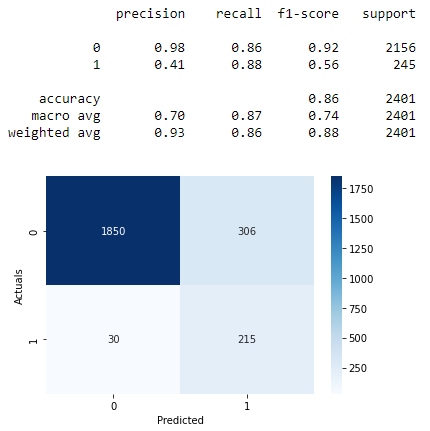 precision recall f1-score support
0 0.98 0.86 0.92 2156
1 0.41 0.88 0.56 245
accuracy 0.86 2401
macro avg 0.70 0.87 0.74 2401
weighted avg 0.93 0.86 0.88 2401
1850 306
30 215
0
1
Actuals
0 1
Predicted
1750
1500
1250
1000
750
500
250